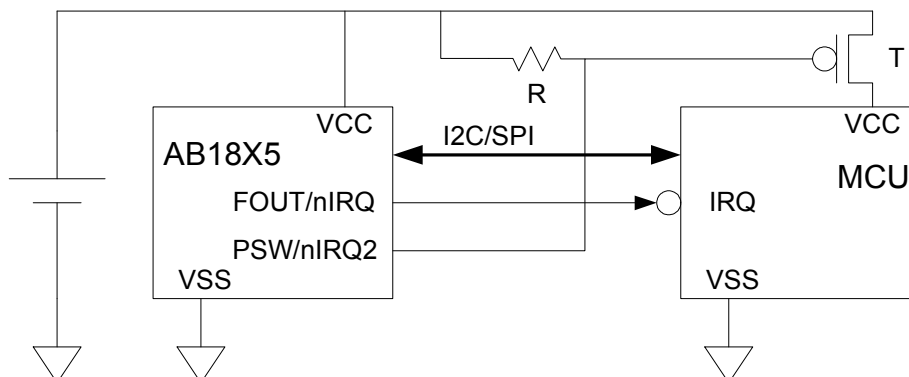 T
R
VCC
VCC
I2C/SPI
AB18X5
MCU
FOUT/nIRQ
IRQ
PSW/nIRQ2
VSS
VSS